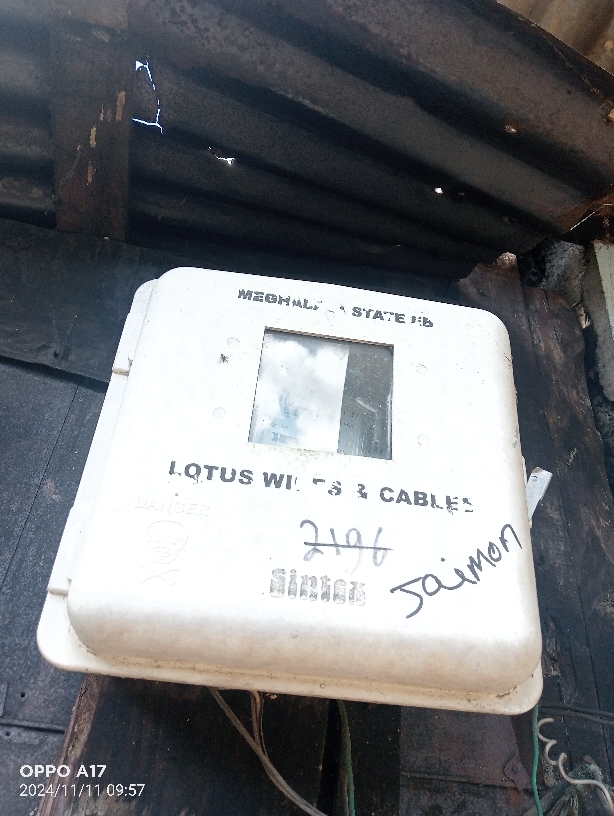 MEGHALAYA STATE EB
LOTUS WIRES & CABLES
DANGER
2196
Sintex
Jaimon
OPPO A17
2024/11/11 09:57